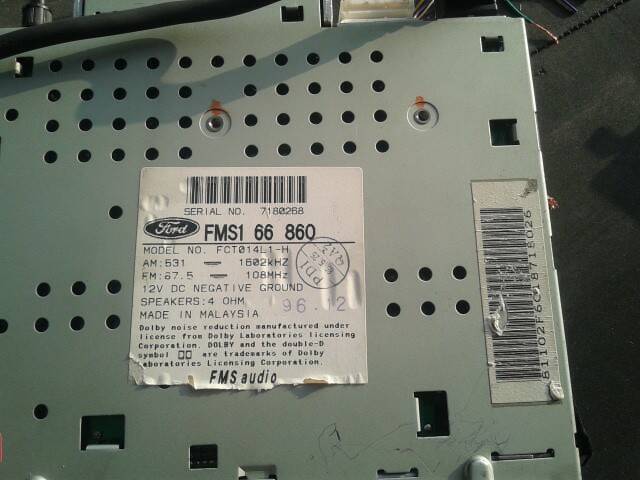 SERIAL NO. 7180268
Ford FMS1 66 860
MODEL NO. FCT014L1-H
AM:531 — 1602kHZ
FM:87.5 — 108MHz
12V DC NEGATIVE GROUND
SPEAKERS:4 OHM
MADE IN MALAYSIA
96.12
PDI
QA2
Dolby noise reduction manufactured under
license from Dolby Laboratories licensing
Corporation. DOLBY and the double-D
symbol are trademarks of Dolby
Laboratories Licensing Corporation.
FMS audio